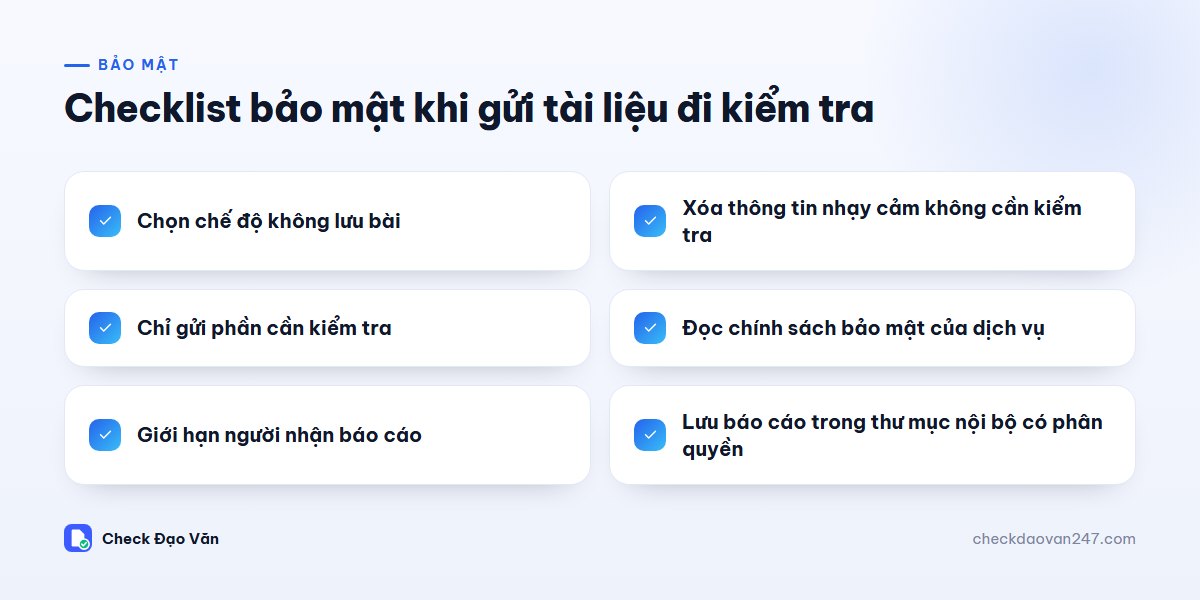 BẢO MẬT
Checklist bảo mật khi gửi tài liệu đi kiểm tra
Chọn chế độ không lưu bài
Xóa thông tin nhạy cảm không cần kiểm
tra
Chỉ gửi phần cần kiểm tra
Đọc chính sách bảo mật của dịch vụ
Giới hạn người nhận báo cáo
Lưu báo cáo trong thư mục nội bộ có phân
quyền
Check Đạo Văn
checkdaovan247.com